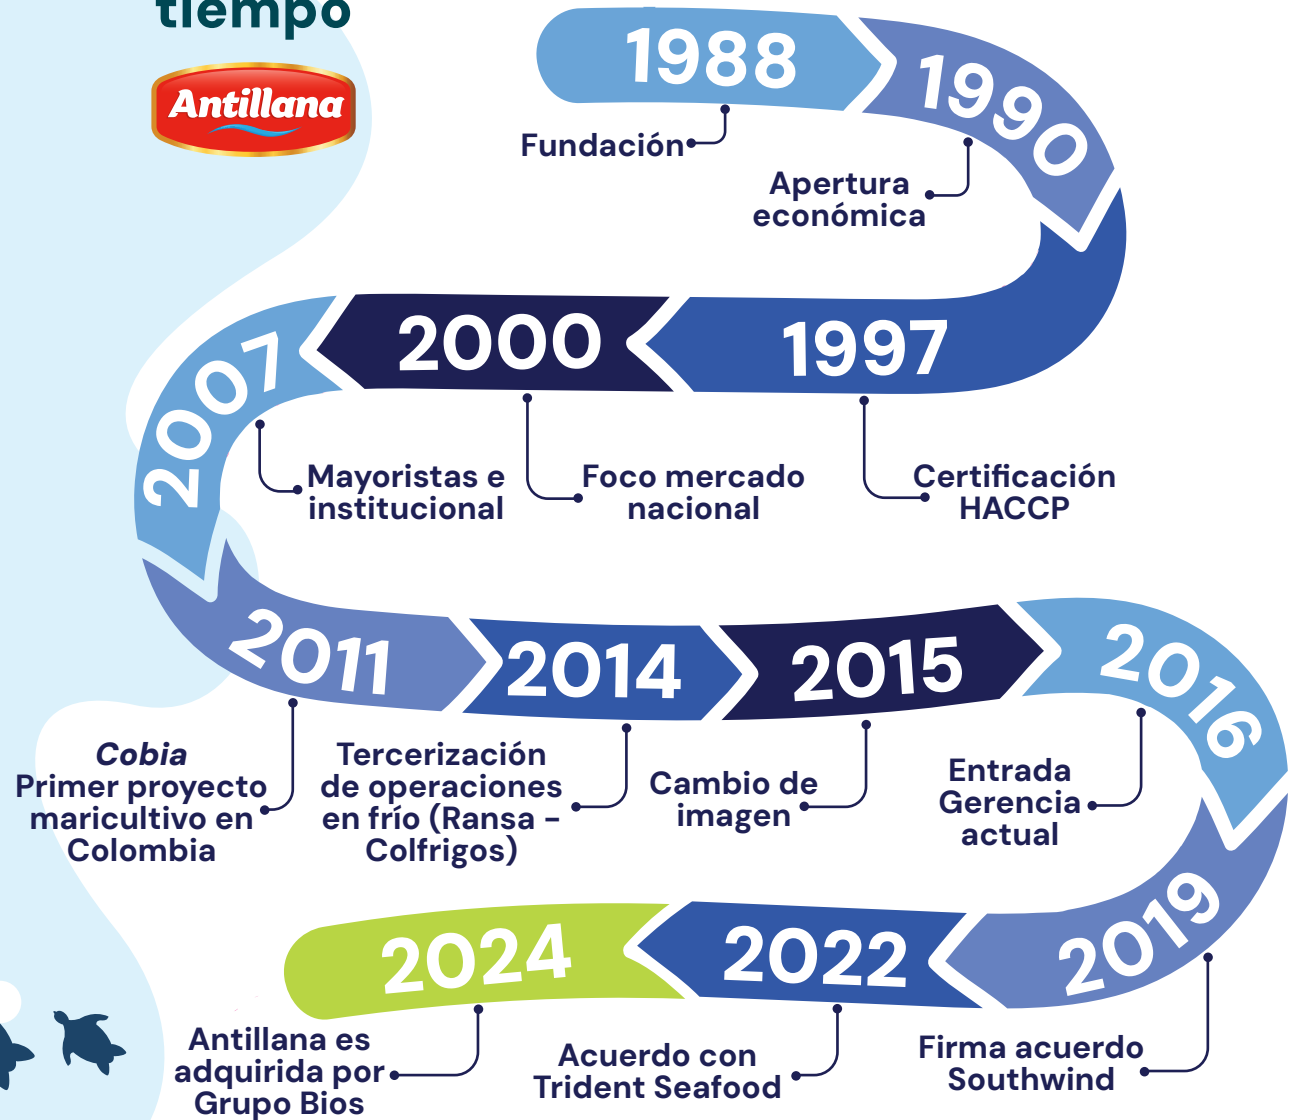 tiempo
Antillana
1988
Fundación
1990
Apertura
económica
1997
Certificación
HACCP
2000
Foco mercado
nacional
2007
Mayoristas e
institucional
2011
Cobia
Primer proyecto
maricultivo en
Colombia
2014
Tercerización
de operaciones
en frío (Ransa -
Colfrigos)
2015
Cambio de
imagen
2016
Entrada
Gerencia
actual
2019
Firma acuerdo
Southwind
2022
Acuerdo con
Trident Seafood
2024
Antillana es
adquirida por
Grupo Bios